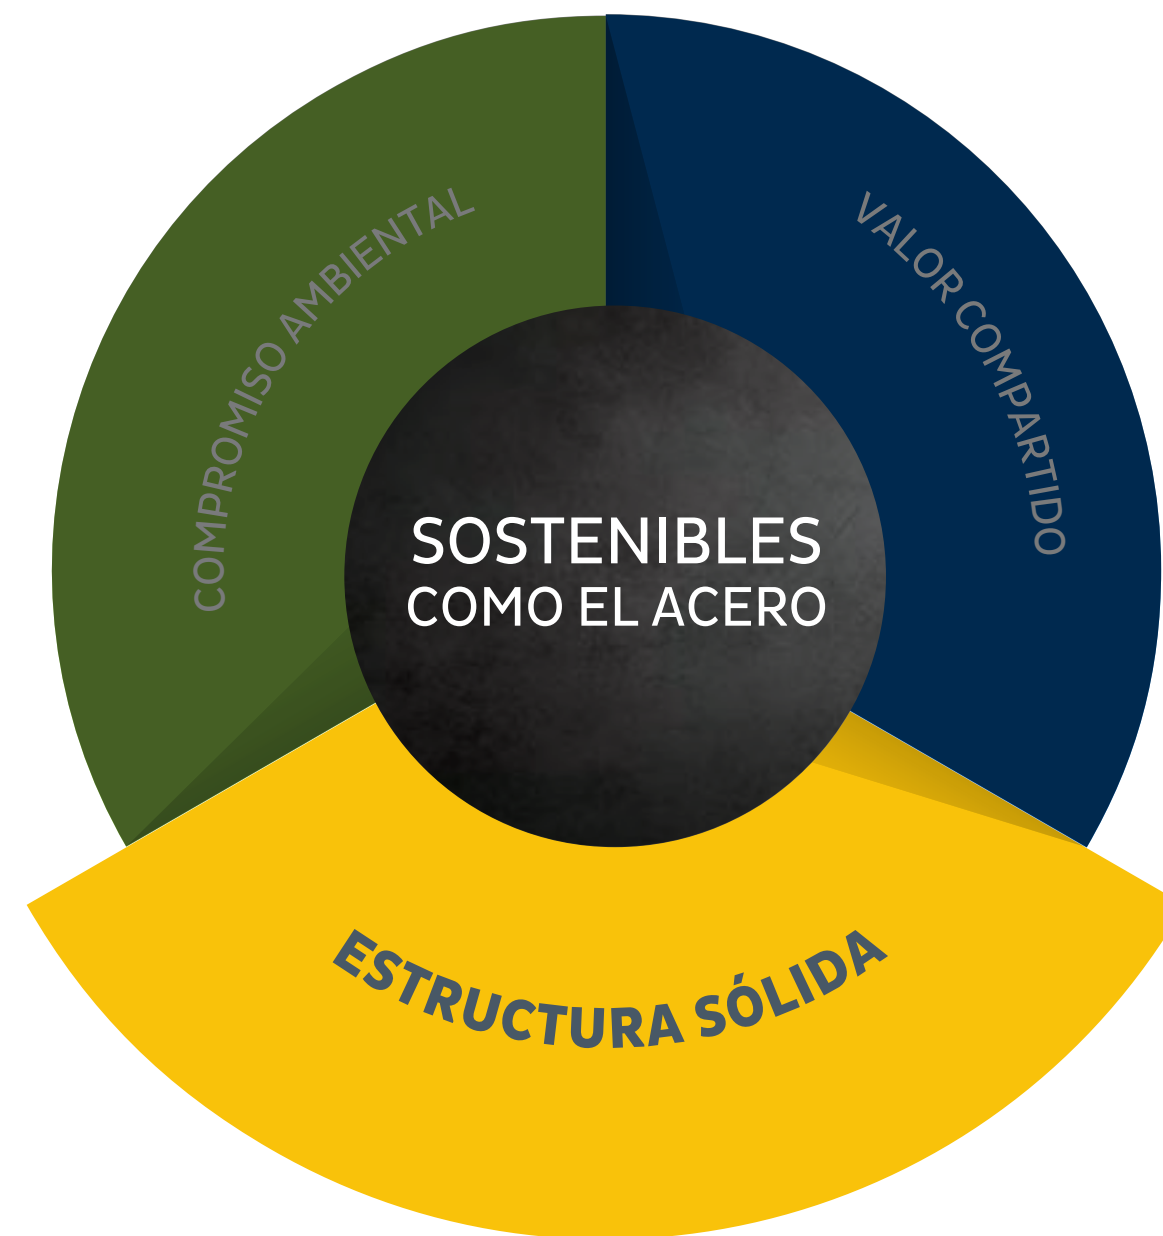 COMPROMISO AMBIENTAL
VALOR COMPARTIDO
SOSTENIBLES
COMO EL ACERO
ESTRUCTURA SÓLIDA